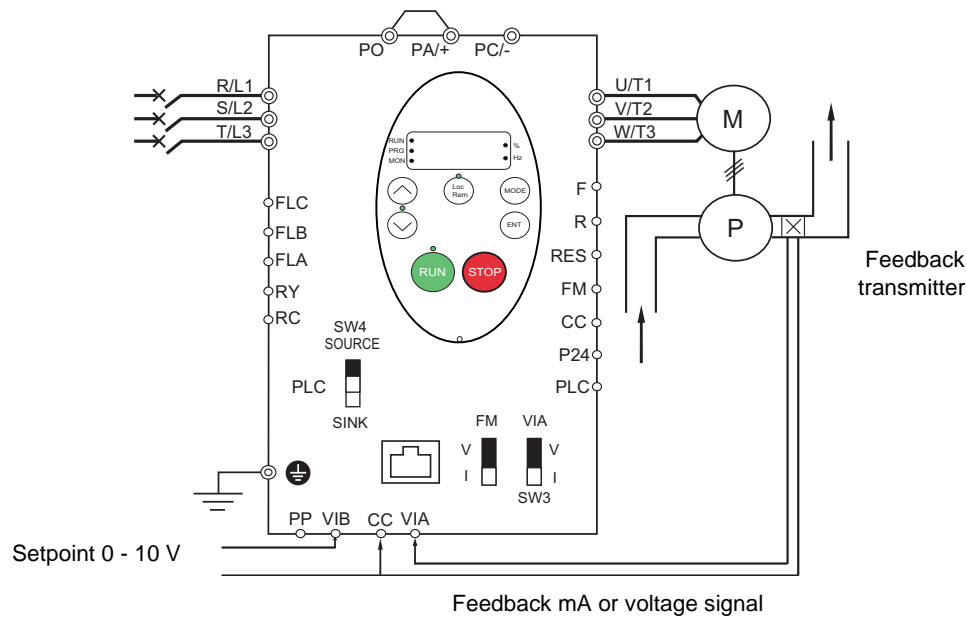 PO PA/+ PC/-
R/L1
S/L2
T/L3
U/T1
V/T2
W/T3
M
RUN
PRG
MON
%
Hz
Loc
Rem
MODE
ENT
RUN
STOP
FLC
FLB
FLA
RY
RC
F
R
RES
FM
CC
P24
PLC
P
Feedback
transmitter
SW4
SOURCE
PLC
SINK
FM VIA
V V
I I
SW3
PP VIB CC VIA
Setpoint 0 - 10 V
Feedback mA or voltage signal